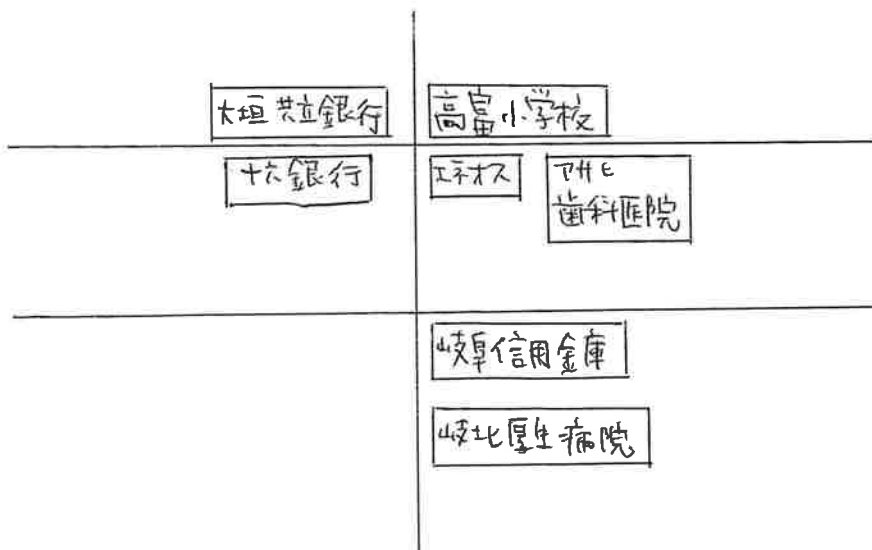 大垣共立銀行
高富小学校
十六銀行
エネオス
アサヒ
歯科医院
岐阜信用金庫
岐北厚生病院